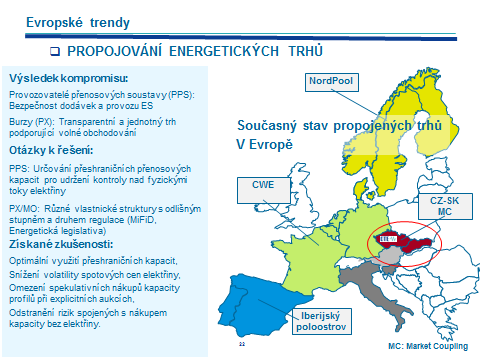 Evropské trendy
PROPOJOVÁNÍ ENERGETICKÝCH TRHŮ
Výsledek kompromisu:
Provozovatelé přenosových soustavy (PPS):
Bezpečnost dodávek a provozu ES
Burzy (PX): Transparentní a jednotný trh
podporující volné obchodování
Otázky k řešení:
PPS: Určování přeshraničních přenosových
kapacit pro udržení kontroly nad fyzickými
toky elektřiny
PX/MO: Různé vlastnické struktury s odlišným
stupněm a druhem regulace (MiFiD,
Energetická legislativa)
Získané zkušenosti:
Optimální využití přeshraničních kapacit,
Snížení volatility spotových cen elektřiny,
Omezení spekulativních nákupů kapacity
profilů při explicitních aukcích,
Odstranění rizik spojených s nákupem
kapacity bez elektřiny.
NordPool
Současný stav propojených trhů
V Evropě
CWE
CZ-SK
MC
Iberijský
poloostrov
22
MC: Market Coupling